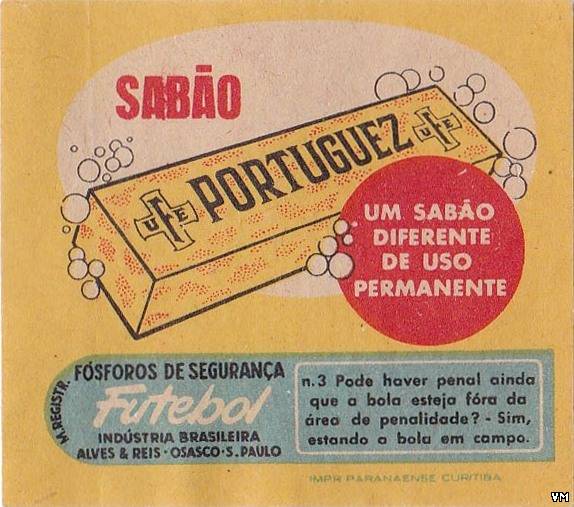 SABÃO
PORTUGUEZ
UFE
UFE
UM SABÃO
DIFERENTE
DE USO
PERMANENTE
M.REGISTR.
FÓSFOROS DE SEGURANÇA
Futebol
INDÚSTRIA BRASILEIRA
ALVES & REIS · OSASCO · S. PAULO
n.3 Pode haver penal ainda
que a bola esteja fóra da
área de penalidade? - Sim,
estando a bola em campo.
IMPR PARANAENSE CURITIBA
VM